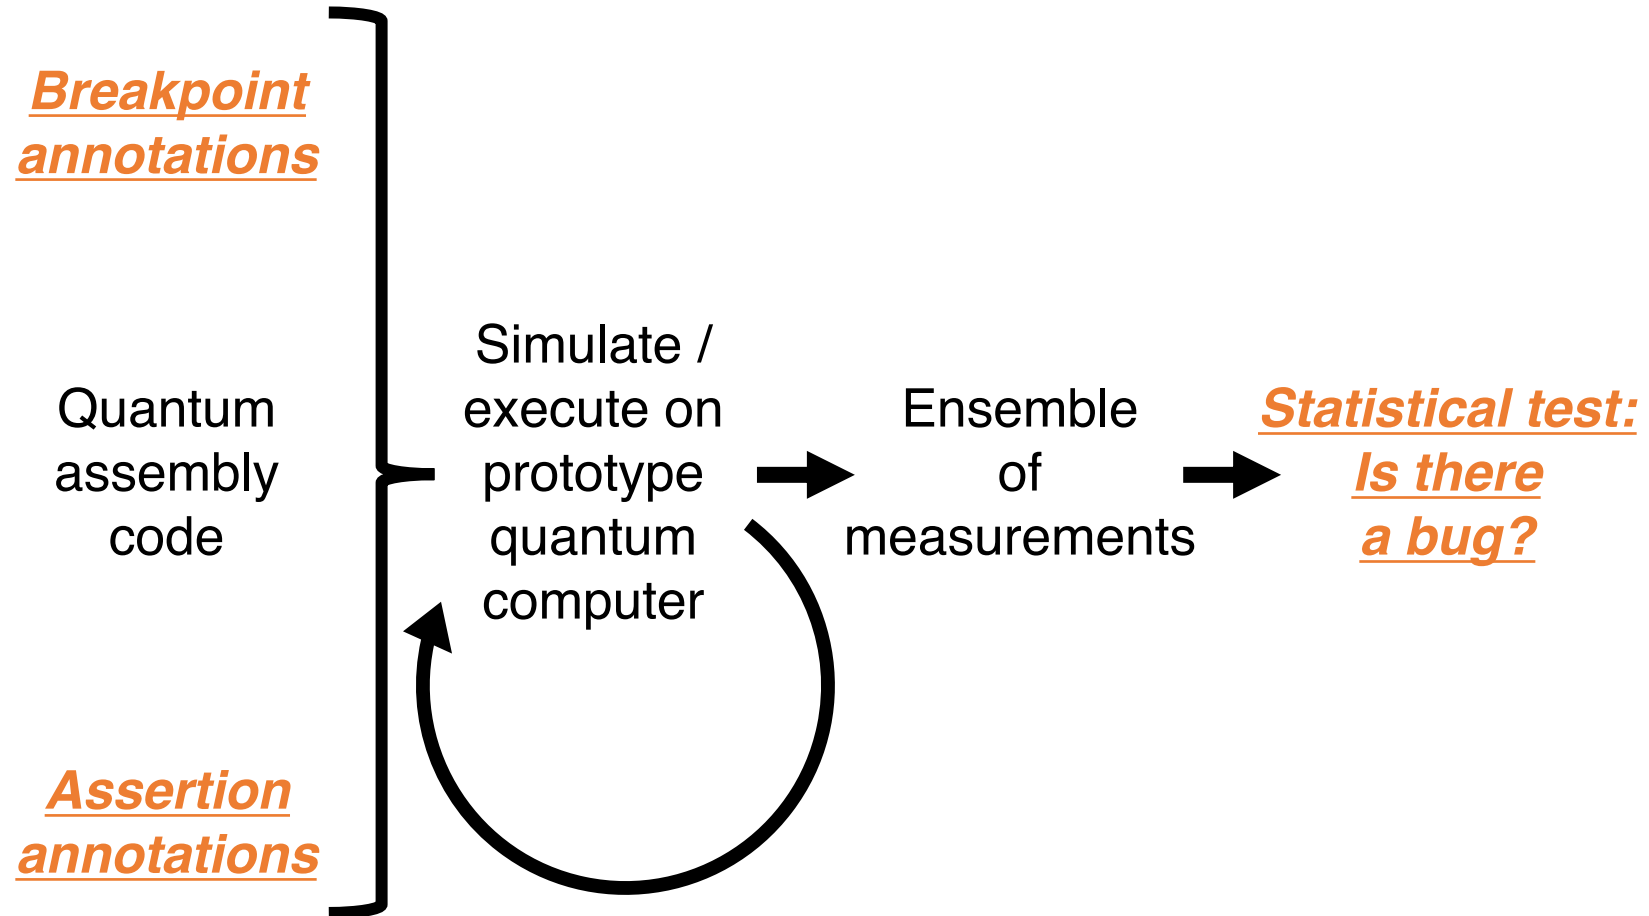 Breakpoint
annotations
Quantum
assembly
code
Assertion
annotations
Simulate /
execute on
prototype
quantum
computer
Ensemble
of
measurements
Statistical test:
Is there
a bug?